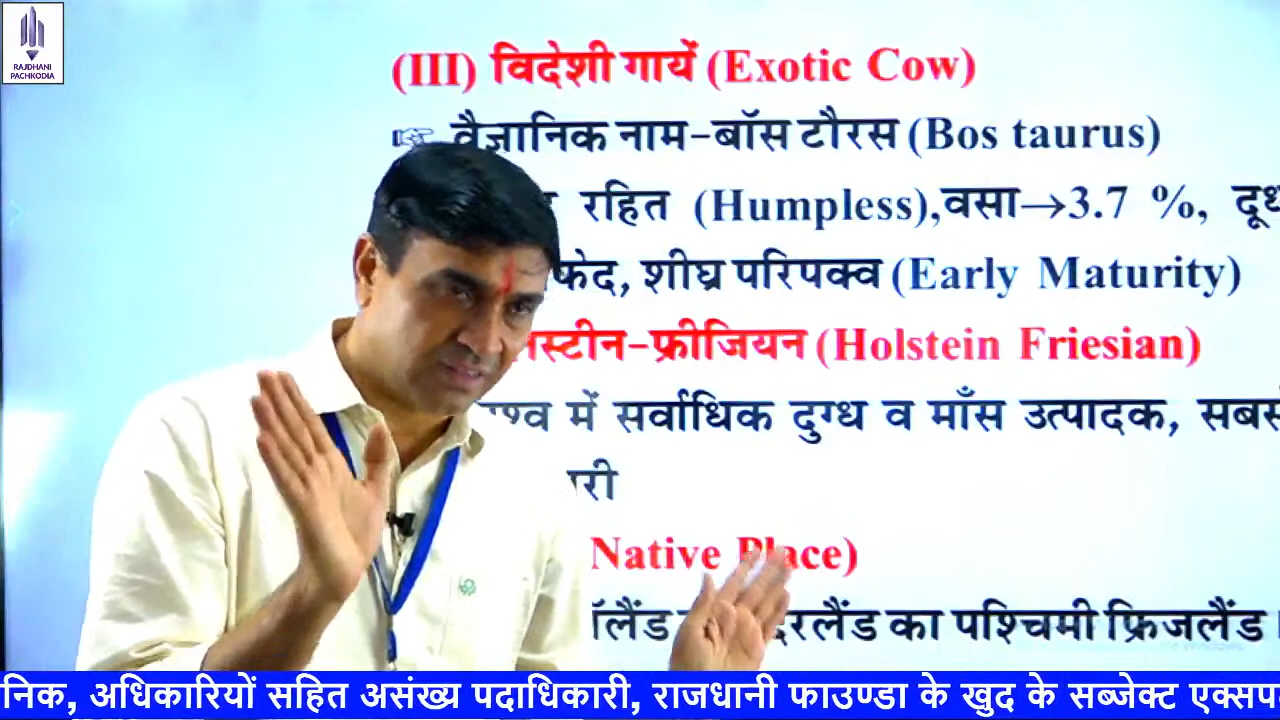 RAJDHANI
PACHKODIA
(III) विदेशी गायें (Exotic Cow)
☞ वैज्ञानिक नाम-बॉस टौरस (Bos taurus)
रहित (Humpless),वसा→3.7 %, दूध
शीघ्र परिपक्व (Early Maturity)
फ्रीजियन (Holstein Friesian)
में सर्वाधिक दुग्ध व माँस उत्पादक,
(Native Place)
का पश्चिमी फ्रिजलैंड
निक, अधिकारियों सहित असंख्य पदाधिकारी, राजधानी फाउण्डा के खुद के सब्जेक्ट एक्सप